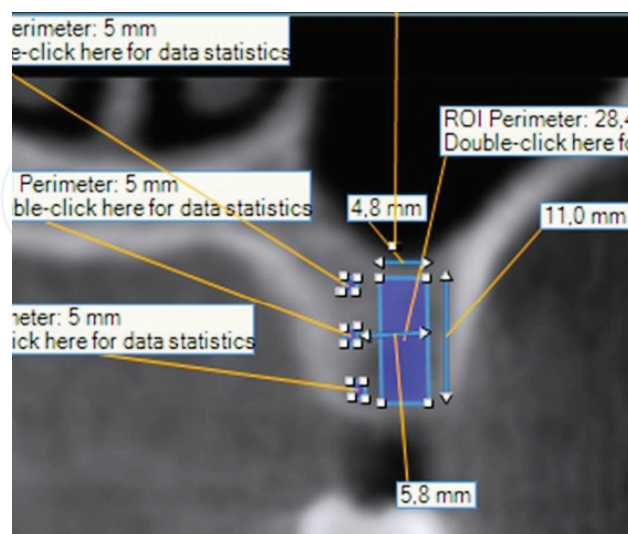 erimeter: 5 mm
e-click here for data statistics
ROI Perimeter: 28,4
Double-click here fo
Perimeter: 5 mm
ble-click here for data statistics
4,8 mm
11,0 mm
meter: 5 mm
ick here for data statistics
5,8 mm